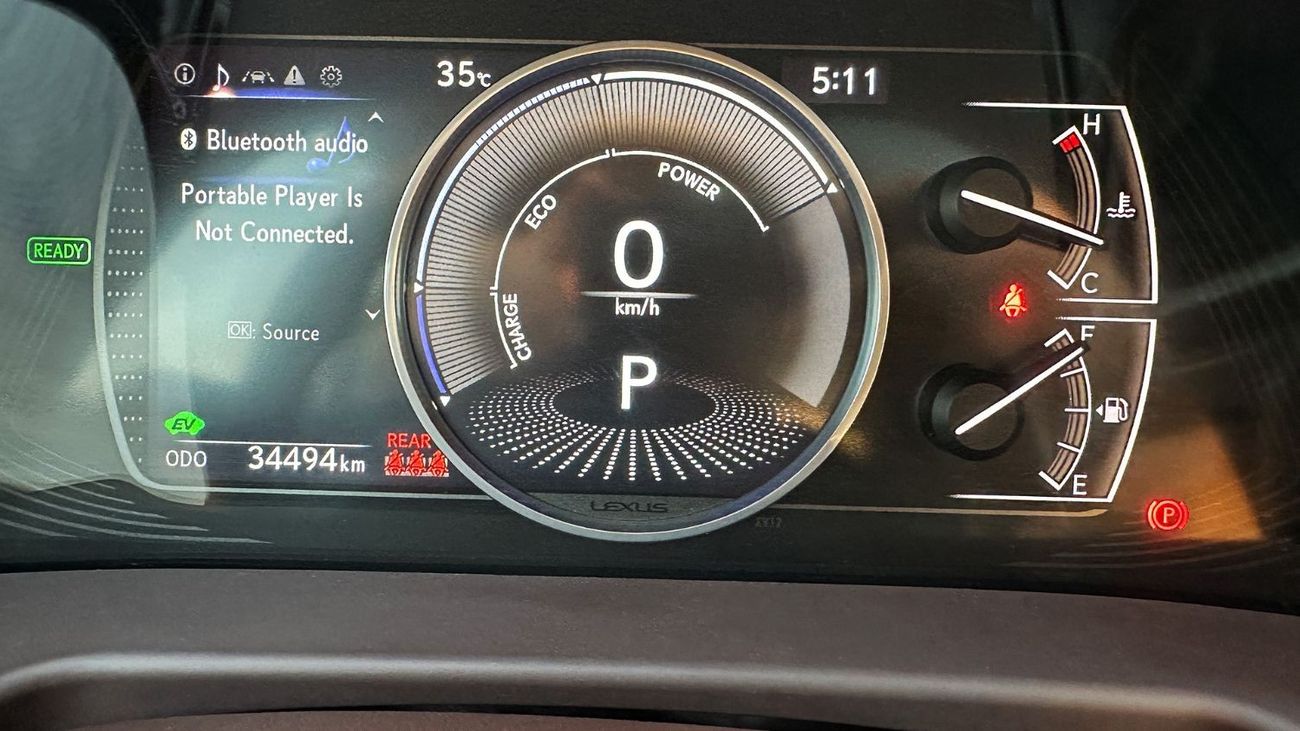 35°C
5:11
Bluetooth audio
Portable Player Is
Not Connected.
OK: Source
READY
EV
ODO 34494km
REAR
CHARGE
ECO
POWER
0
km/h
P
LEXUS
H
C
F
E
P